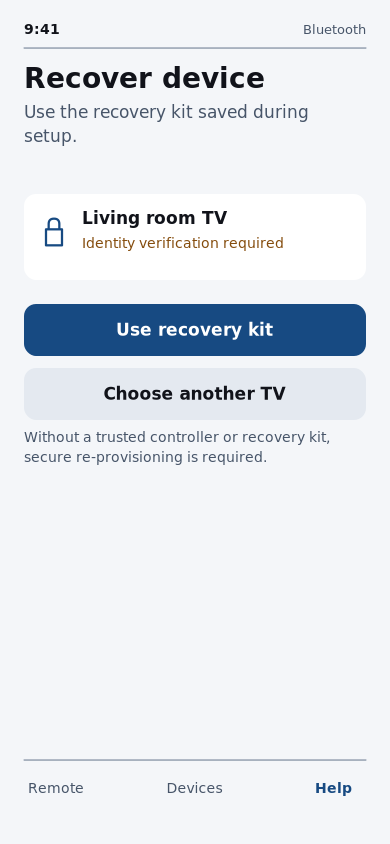 9:41
Bluetooth
Recover device
Use the recovery kit saved during
setup.
Living room TV
Identity verification required
Use recovery kit
Choose another TV
Without a trusted controller or recovery kit,
secure re-provisioning is required.
Remote
Devices
Help